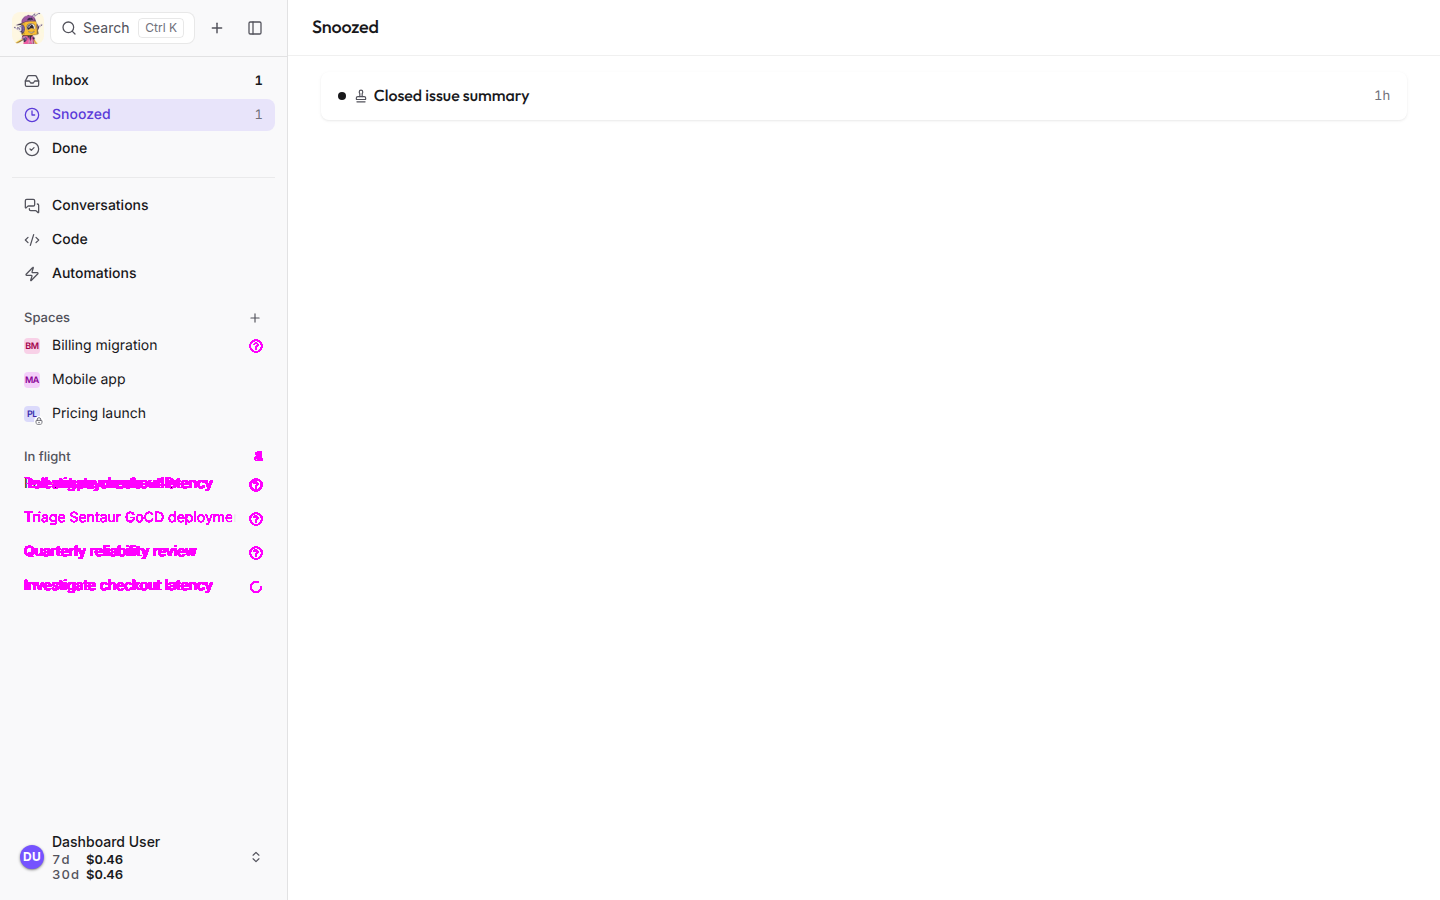 Search Ctrl K
Inbox 1
Snoozed 1
Done
Conversations
Code
Automations
Spaces
BM Billing migration
MA Mobile app
PL Pricing launch
In flight
Triage Sentaur GoCD deployme
Quarterly reliability review
Investigate checkout latency
DU Dashboard User
7d $0.46
30d $0.46
Snoozed
Closed issue summary 1h